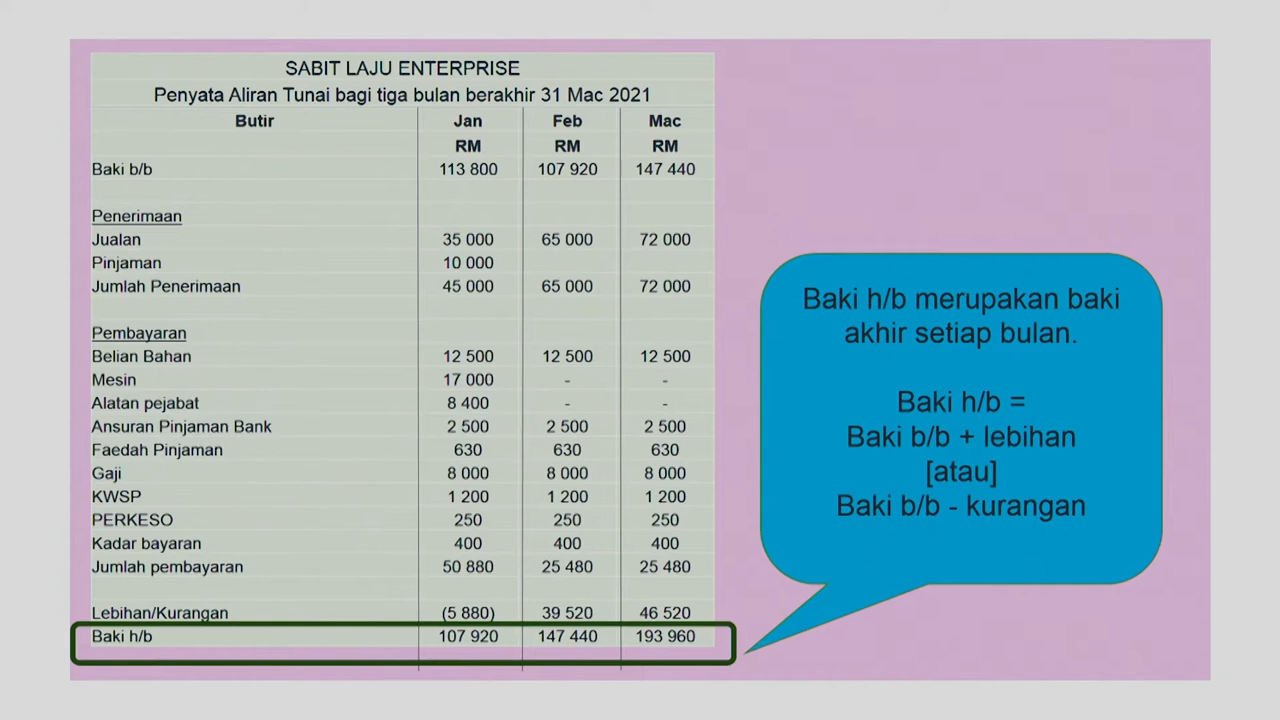 SABIT LAJU ENTERPRISE
Penyata Aliran Tunai bagi tiga bulan berakhir 31 Mac 2021
Butir Jan Feb Mac
RM RM RM
Baki b/b 113 800 107 920 147 440
Penerimaan
Jualan 35 000 65 000 72 000
Pinjaman 10 000
Jumlah Penerimaan 45 000 65 000 72 000
Pembayaran
Belian Bahan 12 500 12 500 12 500
Mesin 17 000 - -
Alatan pejabat 8 400 - -
Ansuran Pinjaman Bank 2 500 2 500 2 500
Faedah Pinjaman 630 630 630
Gaji 8 000 8 000 8 000
KWSP 1 200 1 200 1 200
PERKESO 250 250 250
Kadar bayaran 400 400 400
Jumlah pembayaran 50 880 25 480 25 480
Lebihan/Kurangan (5 880) 39 520 46 520
Baki h/b 107 920 147 440 193 960
Baki h/b merupakan baki
akhir setiap bulan.
Baki h/b =
Baki b/b + lebihan
[atau]
Baki b/b - kurangan